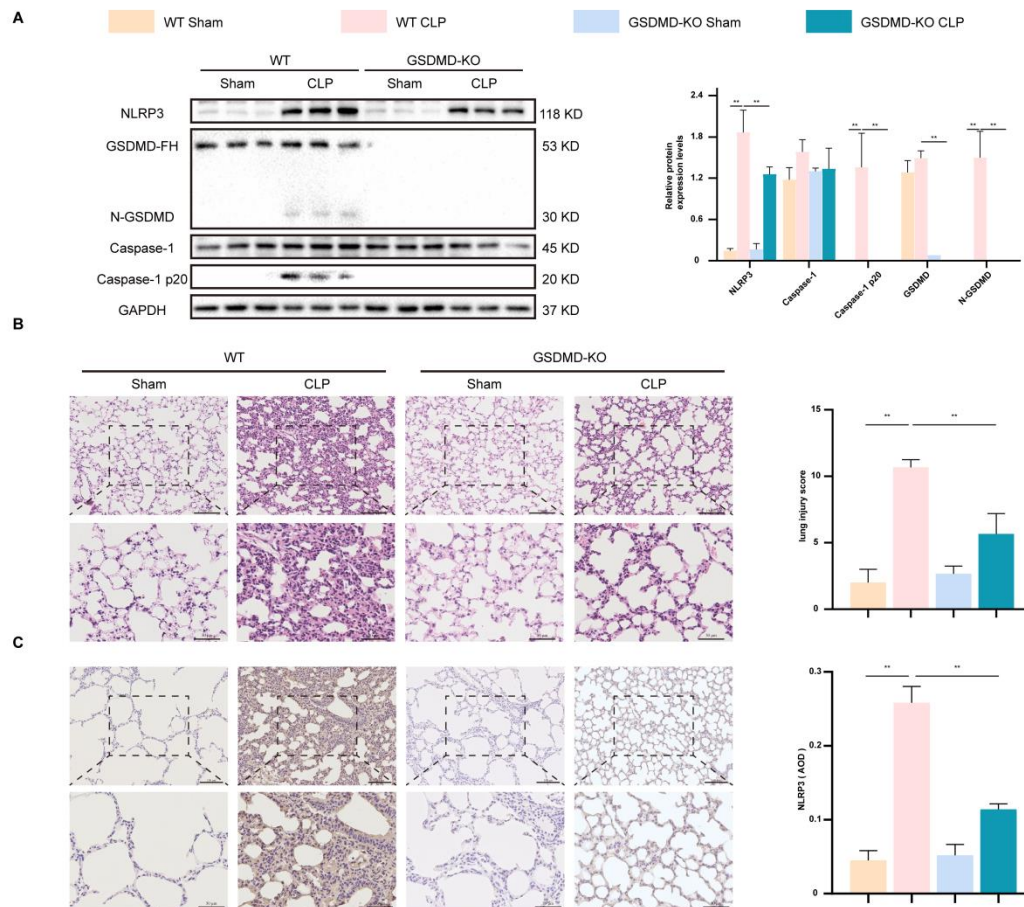 A
WT Sham
WT CLP
GSDMD-KO Sham
GSDMD-KO CLP
WT
GSDMD-KO
Sham
CLP
Sham
CLP
NLRP3
118 KD
GSDMD-FH
53 KD
N-GSDMD
30 KD
Caspase-1
45 KD
Caspase-1 p20
20 KD
GAPDH
37 KD
Relative protein
expression levels
2.4
1.8
1.2
0.6
0
** **
** **
**
** **
NLRP3
Caspase-1
Caspase-1 p20
GSDMD
N-GSDMD
B
WT
GSDMD-KO
Sham
CLP
Sham
CLP
lung injury score
15
10
5
0
**
**
C
NLRP3 ( AOD )
0.3
0.2
0.1
0
**
**